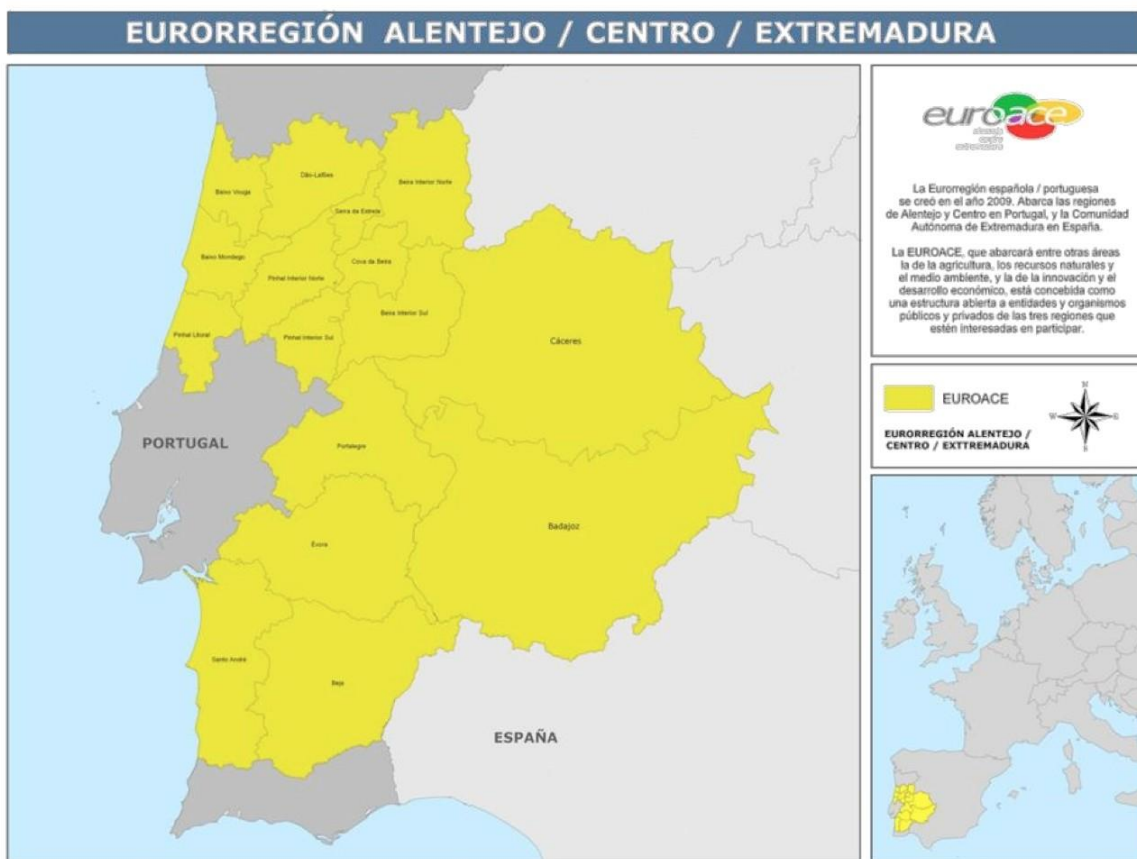 EURORREGIÓN ALENTEJO / CENTRO / EXTREMADURA
Baixo Vouga
Dão-Lafões
Beira Interior Norte
Serra da Estrela
Baixo Mondego
Cova da Beira
Pinhal Interior Norte
Beira Interior Sul
Pinhal Litoral
Pinhal Interior Sul
Cáceres
PORTUGAL
Portalegre
Badajoz
Évora
Santo André
Beja
ESPAÑA
euroace
alentejo
centro
extremadura
La Eurorregión española / portuguesa
se creó en el año 2009. Abarca las regiones
de Alentejo y Centro en Portugal, y la Comunidad
Autónoma de Extremadura en España.
La EUROACE, que abarcará entre otras áreas
la de la agricultura, los recursos naturales y
el medio ambiente, y la de la innovación y el
desarrollo económico, está concebida como
una estructura abierta a entidades y organismos
públicos y privados de las tres regiones que
estén interesadas en participar.
EUROACE
N
W
E
S
EURORREGIÓN ALENTEJO /
CENTRO / EXTTREMADURA